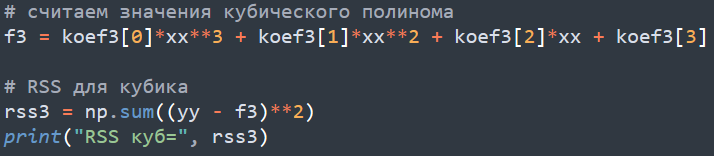 # считаем значения кубического полинома
f3 = koef3[0]*xx**3 + koef3[1]*xx**2 + koef3[2]*xx + koef3[3]
# RSS для кубика
rss3 = np.sum((yy - f3)**2)
print("RSS куб=", rss3)